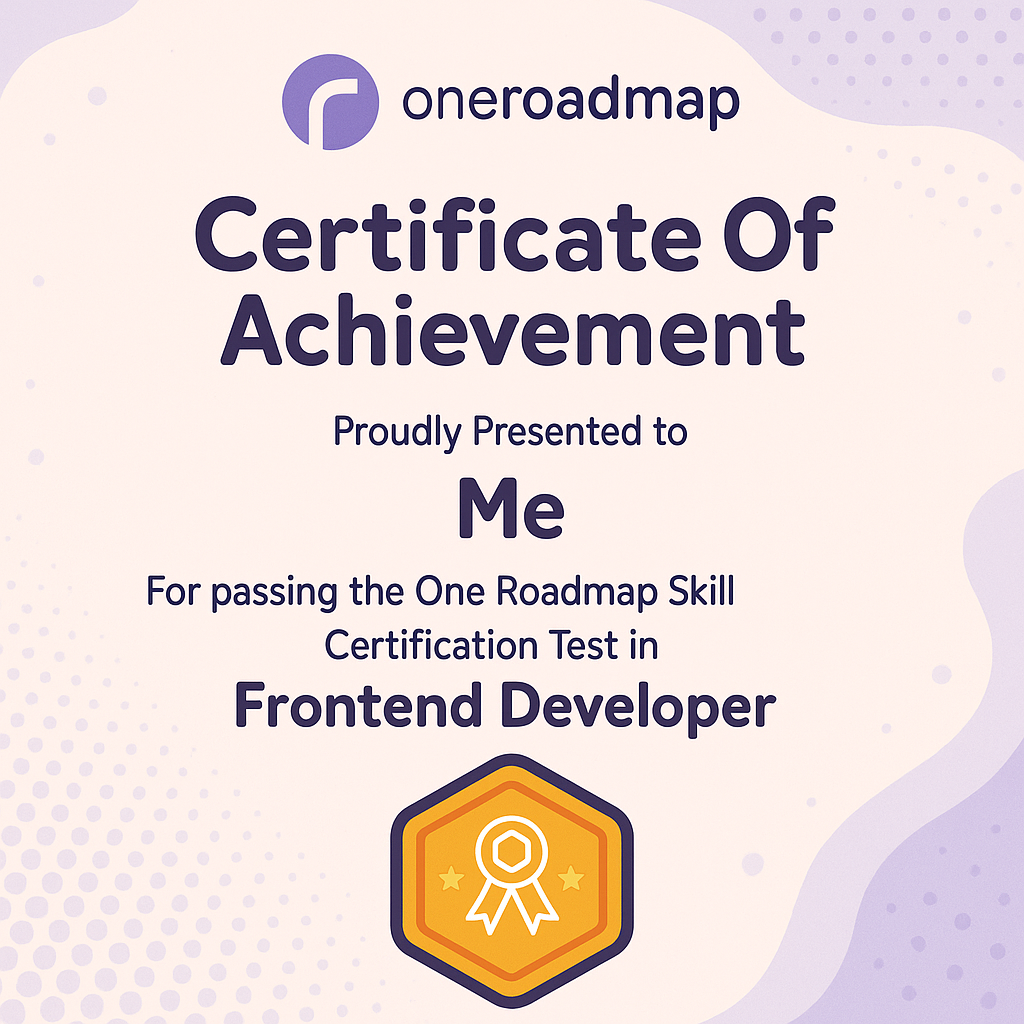 oneroadmap
Certificate Of
Achievement
Proudly Presented to
Me
For passing the One Roadmap Skill
Certification Test in
Frontend Developer